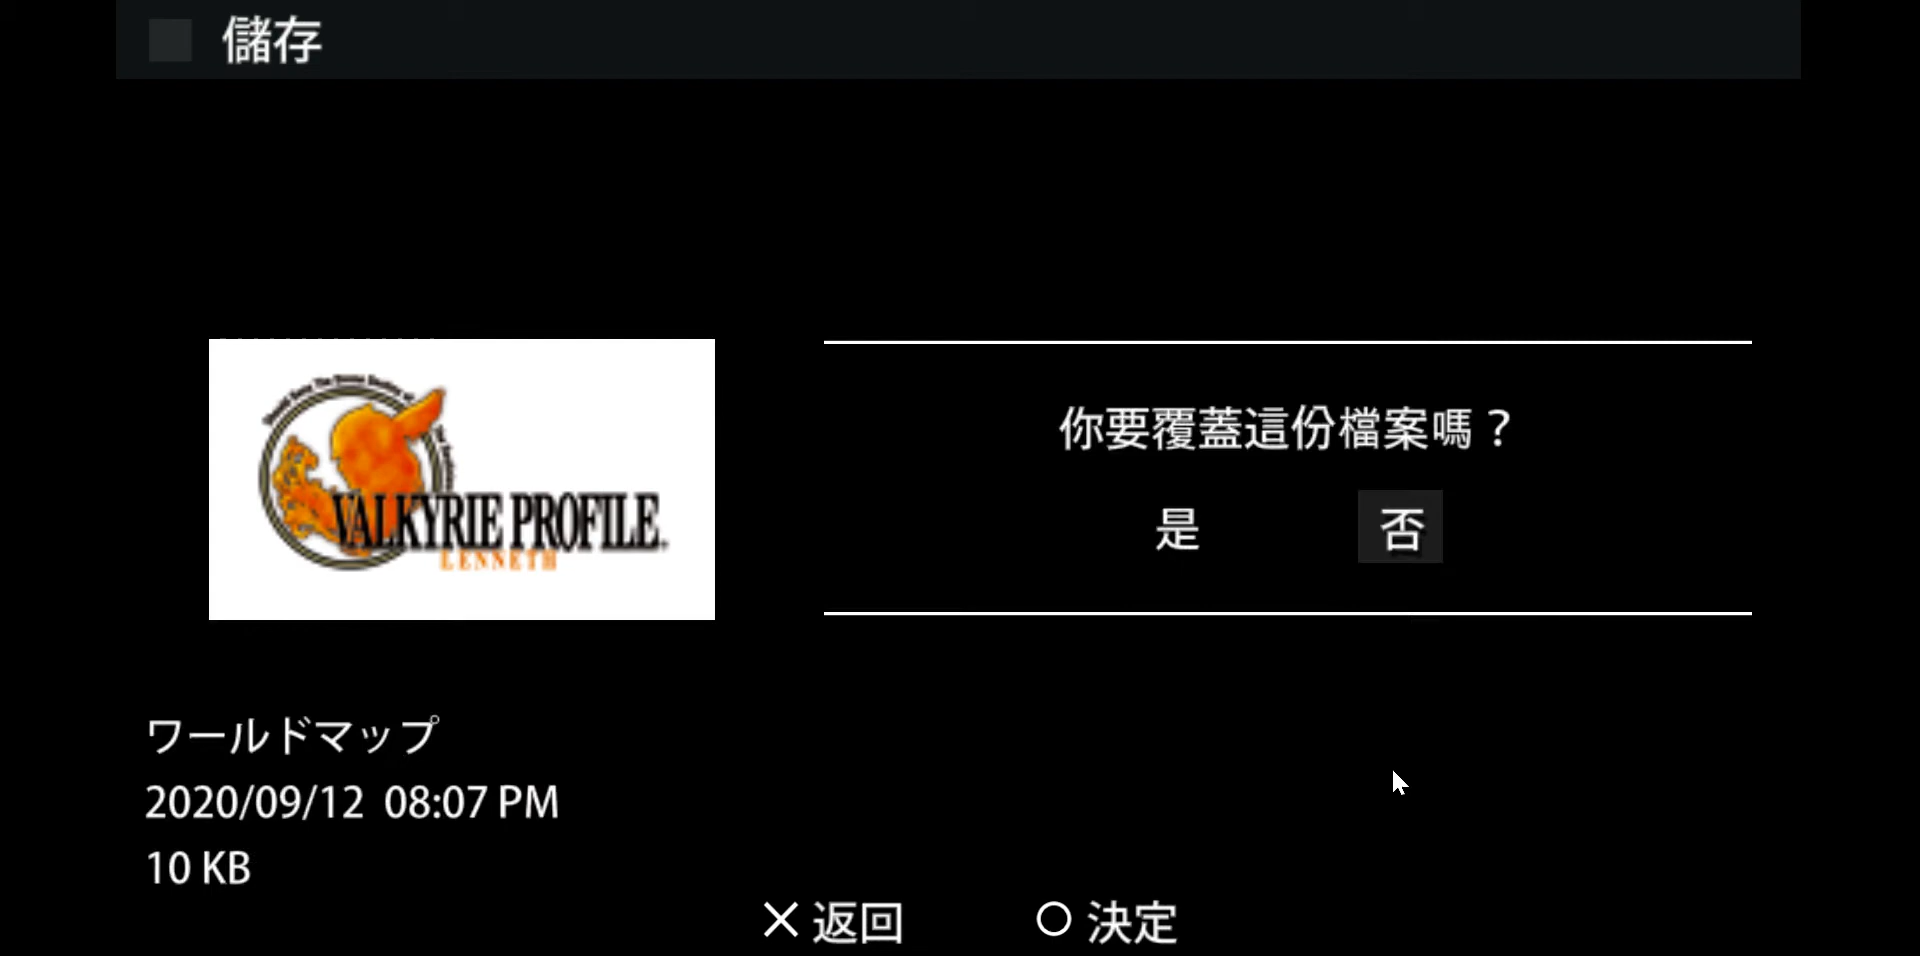 儲存
VALKYRIE PROFILE
LENNETH
你要覆蓋這份檔案嗎？
是 否
ワールドマップ
2020/09/12 08:07 PM
10 KB
返回 決定